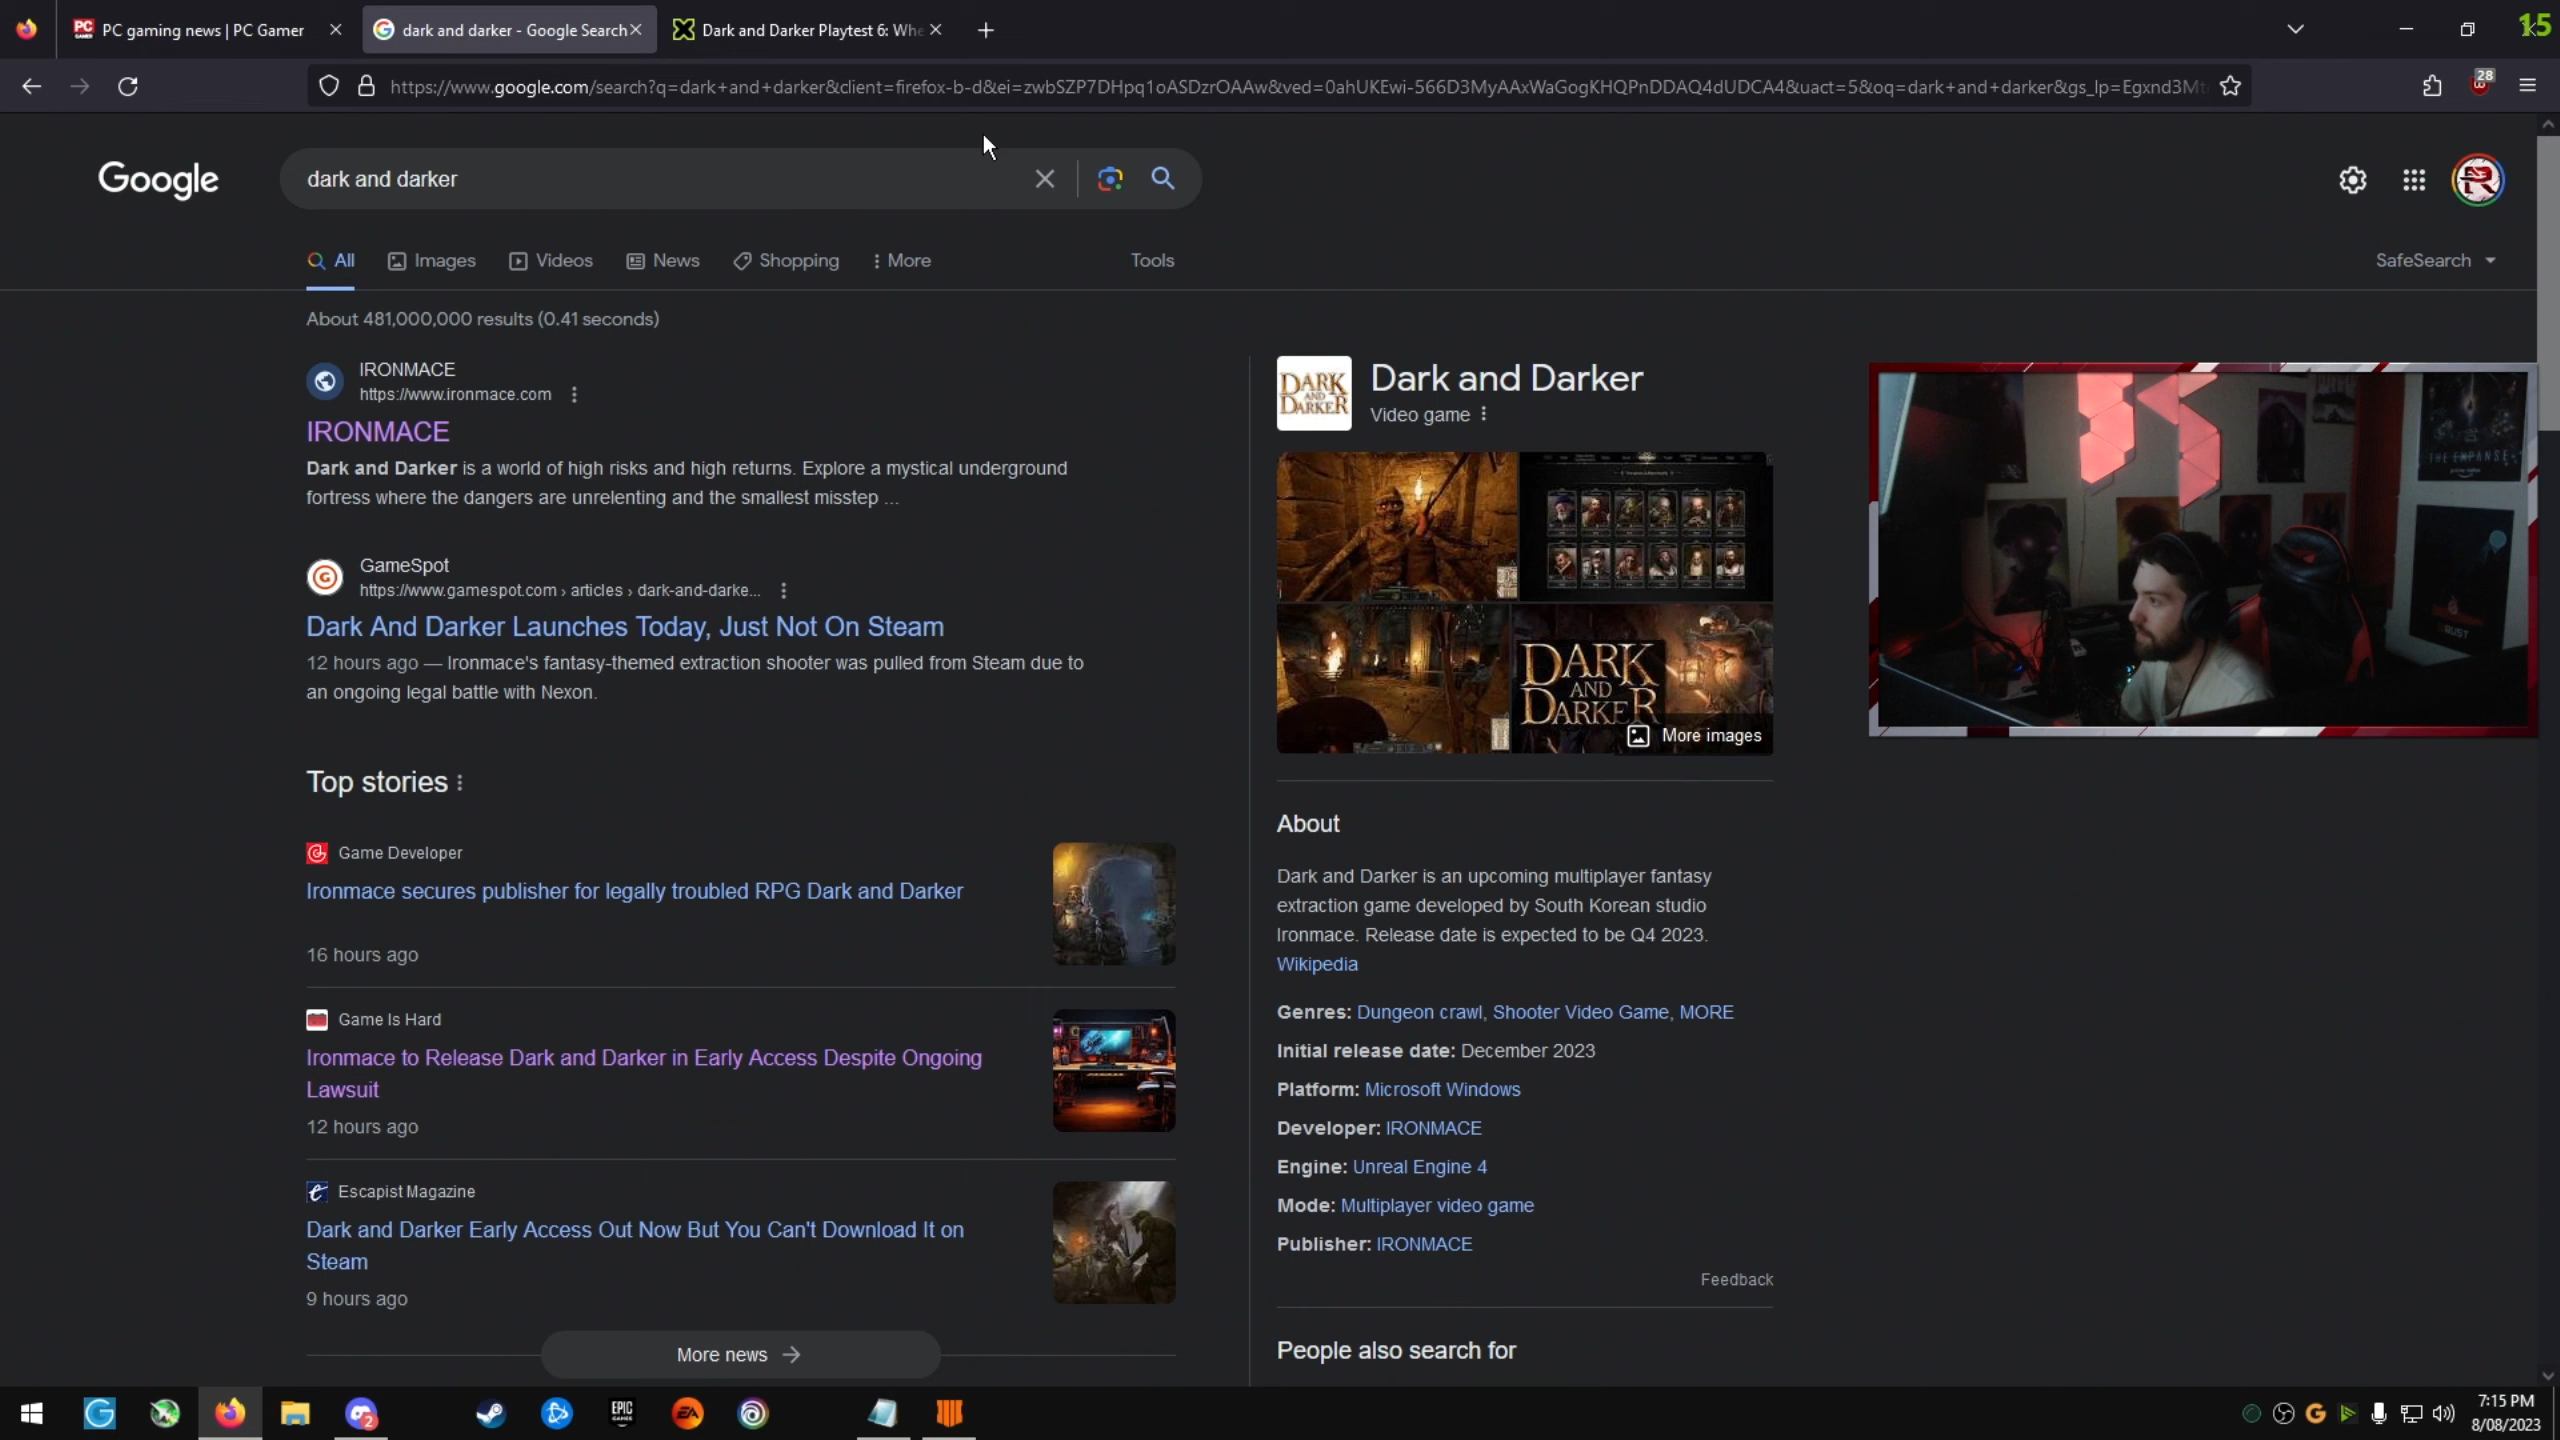 PC gaming news | PC Gamer
dark and darker - Google Search
Dark and Darker Playtest 6: Whe
15
https://www.google.com/search?q=dark+and+darker&client=firefox-b-d&ei=zwbSZP7DHpq1oASDzrOAAw&ved=0ahUKEwi-566D3MyAAxWaGogKHQPnDDAQ4dUDCA4&uact=5&oq=dark+and+darker&gs_lp=Egxnd3Mt
28
Google
dark and darker
All
Images
Videos
News
Shopping
More
Tools
SafeSearch
About 481,000,000 results (0.41 seconds)
IRONMACE
https://www.ironmace.com
IRONMACE
Dark and Darker is a world of high risks and high returns. Explore a mystical underground
fortress where the dangers are unrelenting and the smallest misstep ...
GameSpot
https://www.gamespot.com › articles › dark-and-darke...
Dark And Darker Launches Today, Just Not On Steam
12 hours ago — Ironmace's fantasy-themed extraction shooter was pulled from Steam due to
an ongoing legal battle with Nexon.
Top stories
Game Developer
Ironmace secures publisher for legally troubled RPG Dark and Darker
16 hours ago
Game Is Hard
Ironmace to Release Dark and Darker in Early Access Despite Ongoing
Lawsuit
12 hours ago
Escapist Magazine
Dark and Darker Early Access Out Now But You Can't Download It on
Steam
9 hours ago
More news
DARK
AND
DARKER
Dark and Darker
Video game
DARK
AND
DARKER
More images
About
Dark and Darker is an upcoming multiplayer fantasy
extraction game developed by South Korean studio
Ironmace. Release date is expected to be Q4 2023.
Wikipedia
Genres: Dungeon crawl, Shooter Video Game, MORE
Initial release date: December 2023
Platform: Microsoft Windows
Developer: IRONMACE
Engine: Unreal Engine 4
Mode: Multiplayer video game
Publisher: IRONMACE
Feedback
People also search for
THE EXPANSE
RUST
2
EPIC
GAMES
EA
7:15 PM
8/08/2023